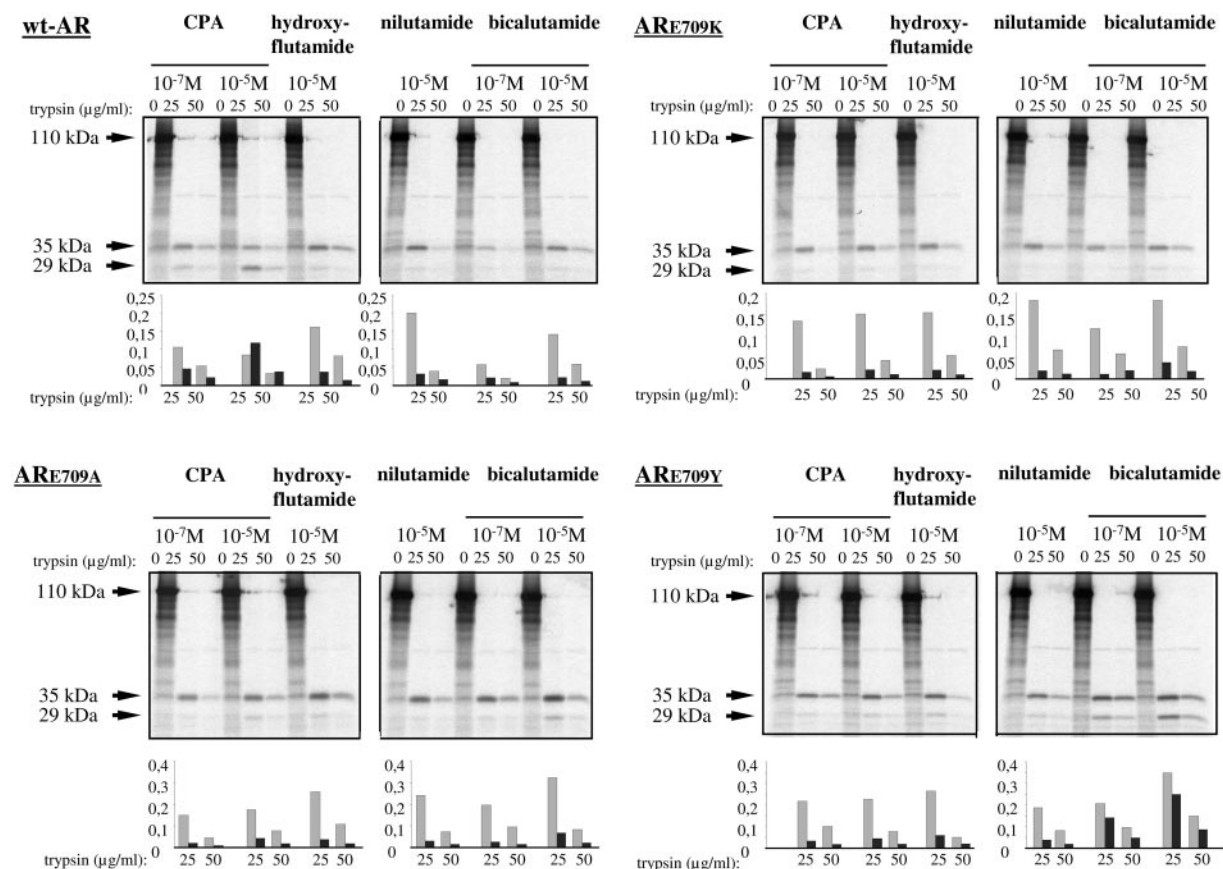 wt-AR
CPA
hydroxy-
flutamide
nilutamide
bicalutamide
10-7M 10-5M 10-5M
10-5M 10-7M 10-5M
trypsin (µg/ml): 0 25 50 0 25 50 0 25 50
0 25 50 0 25 50 0 25 50
110 kDa
35 kDa
29 kDa
0,25
0,2
0,15
0,1
0,05
0
0,25
0,2
0,15
0,1
0,05
0
trypsin (µg/ml): 25 50 25 50 25 50
25 50 25 50 25 50
ARE709K
CPA
hydroxy-
flutamide
nilutamide
bicalutamide
10-7M 10-5M 10-5M
10-5M 10-7M 10-5M
trypsin (µg/ml): 0 25 50 0 25 50 0 25 50
0 25 50 0 25 50 0 25 50
110 kDa
35 kDa
29 kDa
0,2
0,15
0,1
0,05
0
0,2
0,15
0,1
0,05
0
trypsin (µg/ml): 25 50 25 50 25 50
25 50 25 50 25 50
ARE709A
CPA
hydroxy-
flutamide
nilutamide
bicalutamide
10-7M 10-5M 10-5M
10-5M 10-7M 10-5M
trypsin (µg/ml): 0 25 50 0 25 50 0 25 50
0 25 50 0 25 50 0 25 50
110 kDa
35 kDa
29 kDa
0,4
0,3
0,2
0,1
0
0,4
0,3
0,2
0,1
0
trypsin (µg/ml): 25 50 25 50 25 50
25 50 25 50 25 50
ARE709Y
CPA
hydroxy-
flutamide
nilutamide
bicalutamide
10-7M 10-5M 10-5M
10-5M 10-7M 10-5M
trypsin (µg/ml): 0 25 50 0 25 50 0 25 50
0 25 50 0 25 50 0 25 50
110 kDa
35 kDa
29 kDa
0,4
0,3
0,2
0,1
0
0,4
0,3
0,2
0,1
0
trypsin (µg/ml): 25 50 25 50 25 50
25 50 25 50 25 50